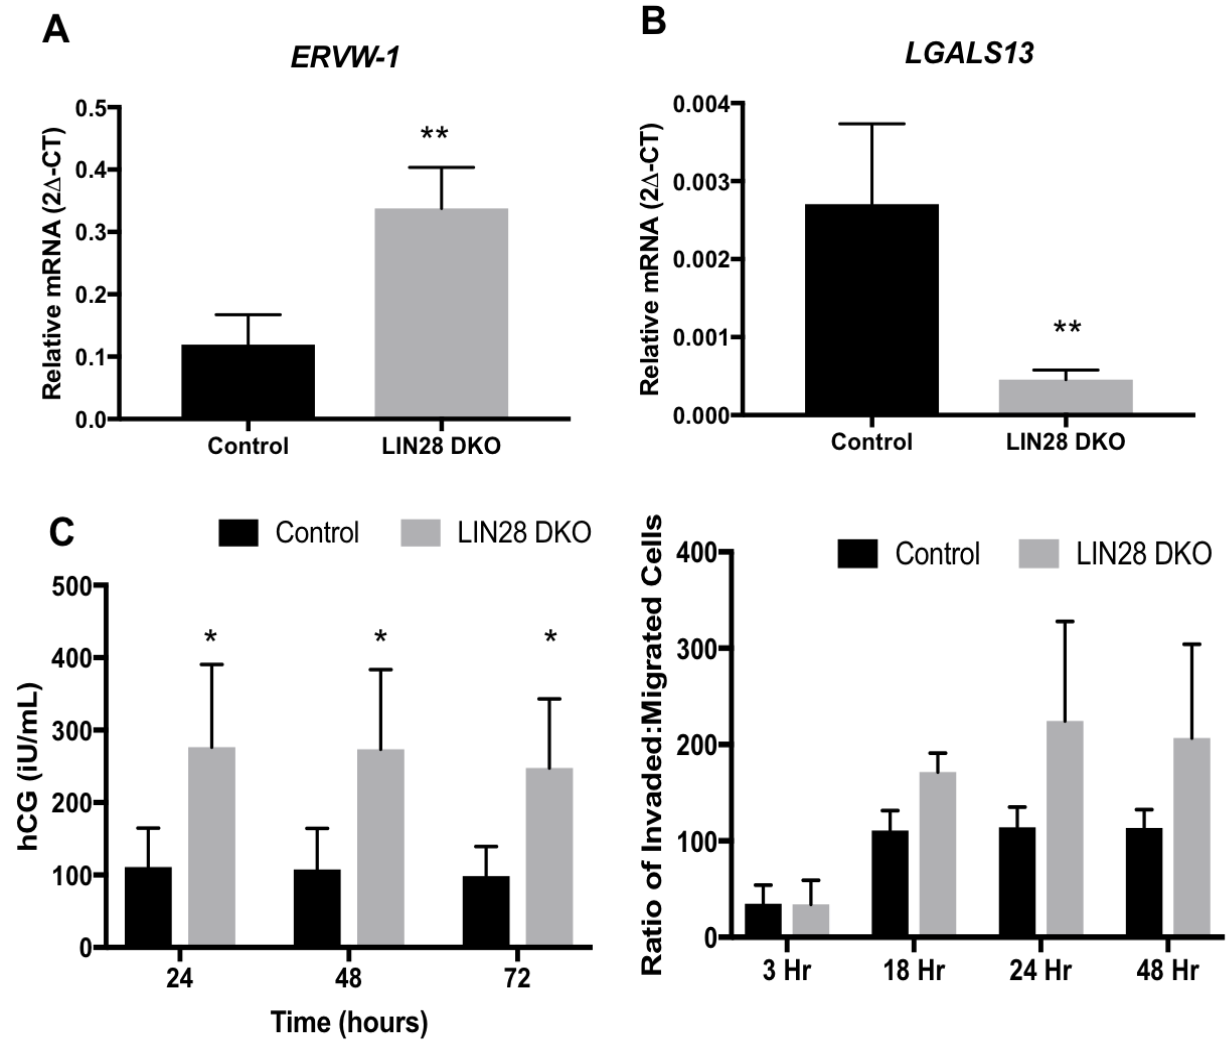 A
ERVW-1
Relative mRNA (2Δ-CT)
0.5
0.4
**
0.3
0.2
0.1
0.0
Control
LIN28 DKO
B
LGALS13
Relative mRNA (2Δ-CT)
0.004
0.003
0.002
0.001
**
0.000
Control
LIN28 DKO
C
Control
LIN28 DKO
hCG (iU/mL)
500
400
300
200
100
0
*
*
*
24
48
72
Time (hours)
Control
LIN28 DKO
Ratio of Invaded:Migrated Cells
400
300
200
100
0
3 Hr
18 Hr
24 Hr
48 Hr